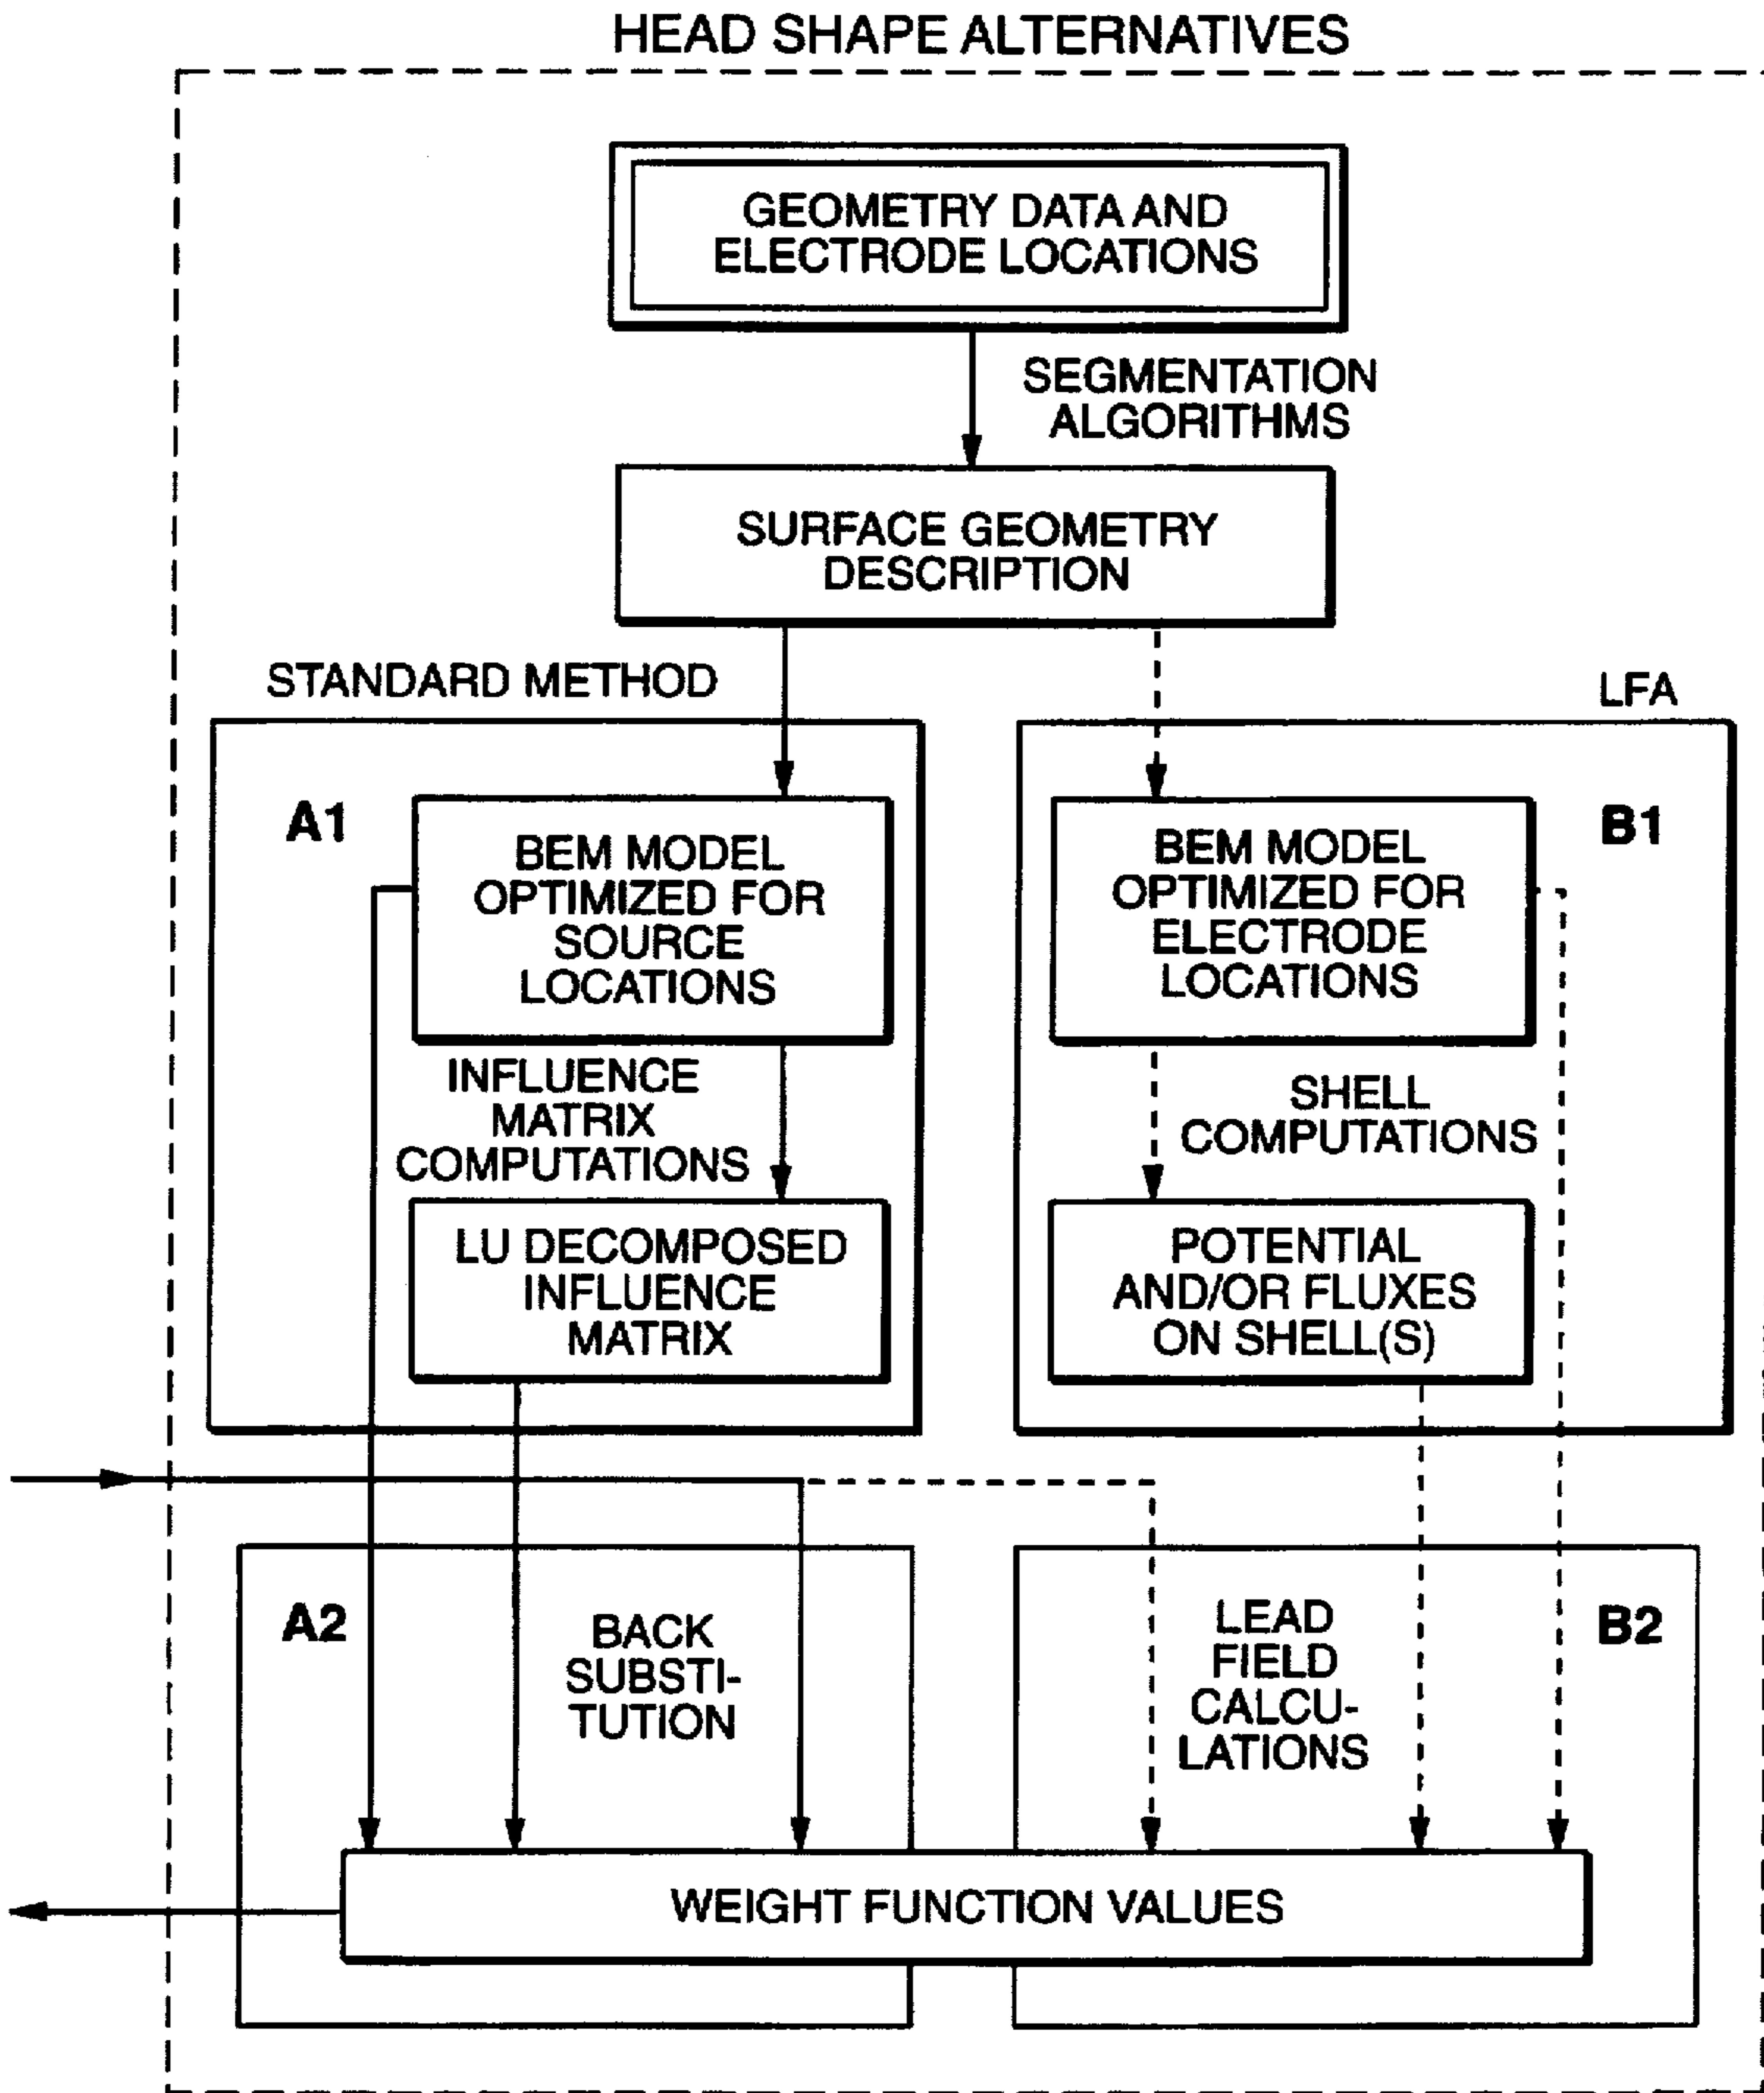 HEAD SHAPE ALTERNATIVES
GEOMETRY DATA AND
ELECTRODE LOCATIONS
SEGMENTATION
ALGORITHMS
SURFACE GEOMETRY
DESCRIPTION
STANDARD METHOD
LFA
A1
BEM MODEL
OPTIMIZED FOR
SOURCE
LOCATIONS
BEM MODEL
OPTIMIZED FOR
ELECTRODE
LOCATIONS
B1
INFLUENCE
MATRIX
COMPUTATIONS
SHELL
COMPUTATIONS
LU DECOMPOSED
INFLUENCE
MATRIX
POTENTIAL
AND/OR FLUXES
ON SHELL(S)
A2
BACK
SUBSTI-
TUTION
LEAD
FIELD
CALCU-
LATIONS
B2
WEIGHT FUNCTION VALUES